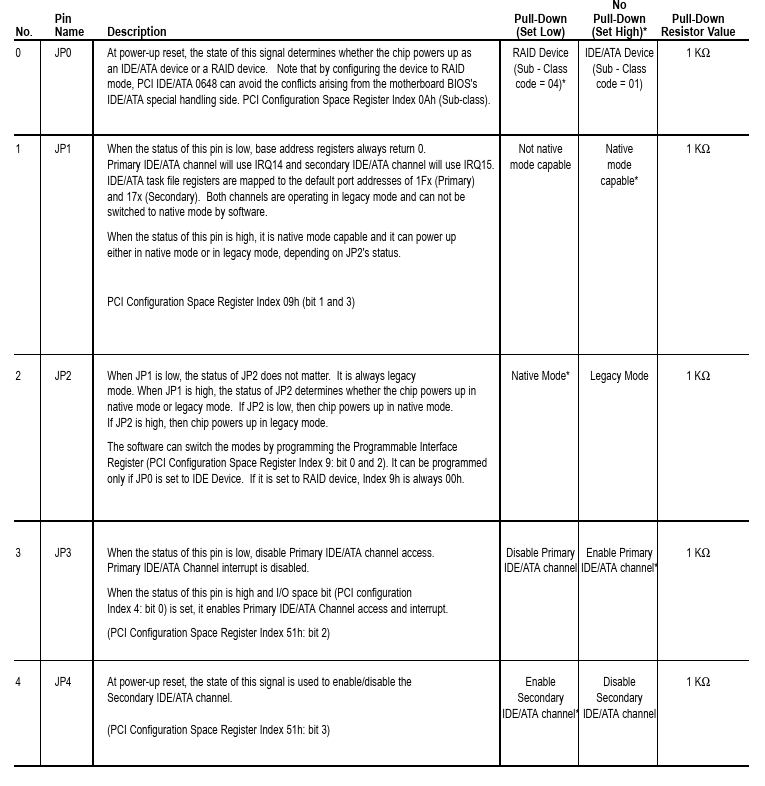 No. Pin Name Description Pull-Down (Set Low) No Pull-Down (Set High)* Pull-Down Resistor Value
0 JP0
At power-up reset, the state of this signal determines whether the chip powers up as
an IDE/ATA device or a RAID device. Note that by configuring the device to RAID
mode, PCI IDE/ATA 0648 can avoid the conflicts arising from the motherboard BIOS's
IDE/ATA special handling side. PCI Configuration Space Register Index 0Ah (Sub-class).
RAID Device
(Sub - Class
code = 04)*
IDE/ATA Device
(Sub - Class
code = 01)
1 KΩ
1 JP1
When the status of this pin is low, base address registers always return 0.
Primary IDE/ATA channel will use IRQ14 and secondary IDE/ATA channel will use IRQ15.
IDE/ATA task file registers are mapped to the default port addresses of 1Fx (Primary)
and 17x (Secondary). Both channels are operating in legacy mode and can not be
switched to native mode by software.
When the status of this pin is high, it is native mode capable and it can power up
either in native mode or in legacy mode, depending on JP2's status.
PCI Configuration Space Register Index 09h (bit 1 and 3)
Not native
mode capable
Native
mode
capable*
1 KΩ
2 JP2
When JP1 is low, the status of JP2 does not matter. It is always legacy
mode. When JP1 is high, the status of JP2 determines whether the chip powers up in
native mode or legacy mode. If JP2 is low, then chip powers up in native mode.
If JP2 is high, then chip powers up in legacy mode.
The software can switch the modes by programming the Programmable Interface
Register (PCI Configuration Space Register Index 9: bit 0 and 2). It can be programmed
only if JP0 is set to IDE Device. If it is set to RAID device, Index 9h is always 00h.
Native Mode*
Legacy Mode
1 KΩ
3 JP3
When the status of this pin is low, disable Primary IDE/ATA channel access.
Primary IDE/ATA Channel interrupt is disabled.
When the status of this pin is high and I/O space bit (PCI configuration
Index 4: bit 0) is set, it enables Primary IDE/ATA Channel access and interrupt.
(PCI Configuration Space Register Index 51h: bit 2)
Disable Primary
IDE/ATA channel
Enable Primary
IDE/ATA channel*
1 KΩ
4 JP4
At power-up reset, the state of this signal is used to enable/disable the
Secondary IDE/ATA channel.
(PCI Configuration Space Register Index 51h: bit 3)
Enable
Secondary
IDE/ATA channel*
Disable
Secondary
IDE/ATA channel
1 KΩ